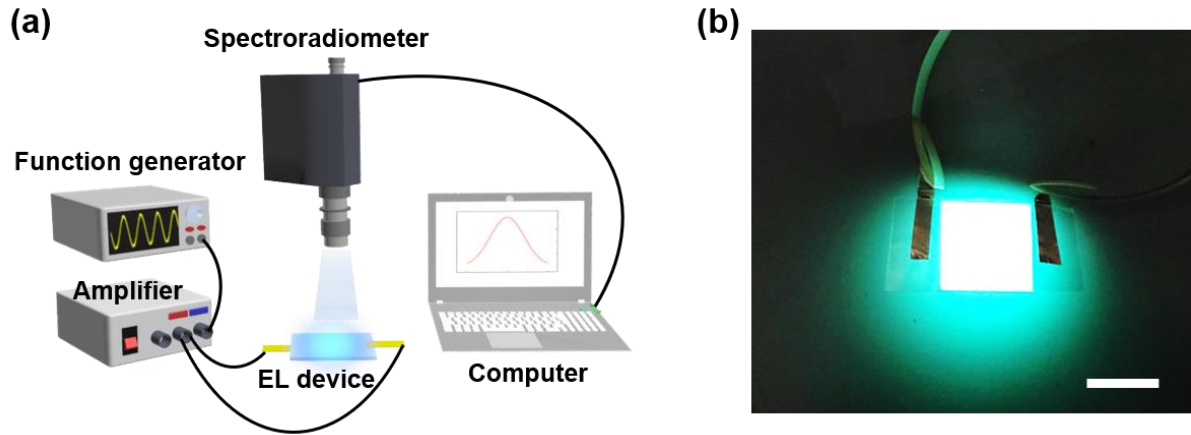 (a)
Spectroradiometer
Function generator
Amplifier
EL device
Computer
(b)